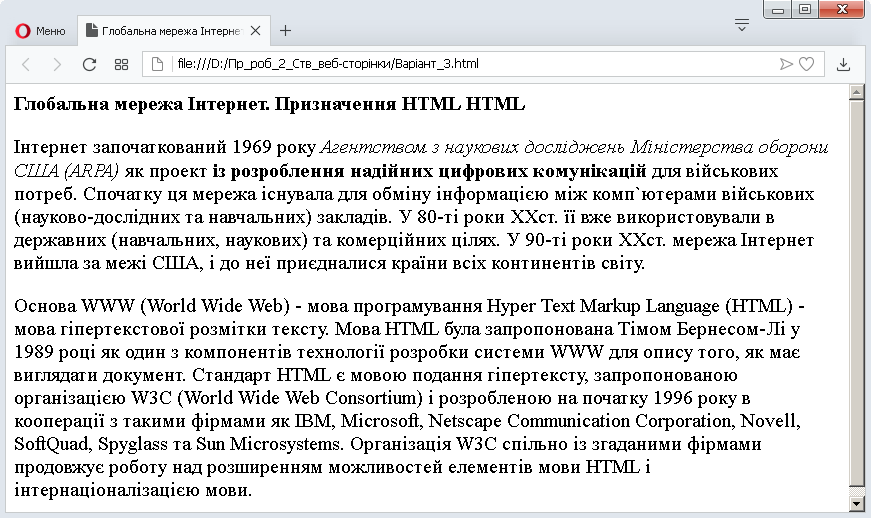 Меню
Глобальна мережа Інтернет
file:///D:/Пр_роб_2_Ств_веб-сторінки/Варіант_3.html
Глобальна мережа Інтернет. Призначення HTML HTML
Інтернет започаткований 1969 року Агентством з наукових досліджень Міністерства оборони
США (ARPA) як проект із розроблення надійних цифрових комунікацій для військових
потреб. Спочатку ця мережа існувала для обміну інформацією між комп`ютерами військових
(науково-дослідних та навчальних) закладів. У 80-ті роки ХХст. її вже використовували в
державних (навчальних, наукових) та комерційних цілях. У 90-ті роки ХХст. мережа Інтернет
вийшла за межі США, і до неї приєдналися країни всіх континентів світу.
Основа WWW (World Wide Web) - мова програмування Hyper Text Markup Language (HTML) -
мова гіпертекстової розмітки тексту. Мова HTML була запропонована Тімом Бернесом-Лі у
1989 році як один з компонентів технології розробки системи WWW для опису того, як має
виглядати документ. Стандарт HTML є мовою подання гіпертексту, запропонованою
організацією W3C (World Wide Web Consortium) і розробленою на початку 1996 року в
кооперації з такими фірмами як IBM, Microsoft, Netscape Communication Corporation, Novell,
SoftQuad, Spyglass та Sun Microsystems. Організація W3C спільно із згаданими фірмами
продовжує роботу над розширенням можливостей елементів мови HTML і
інтернаціоналізацією мови.